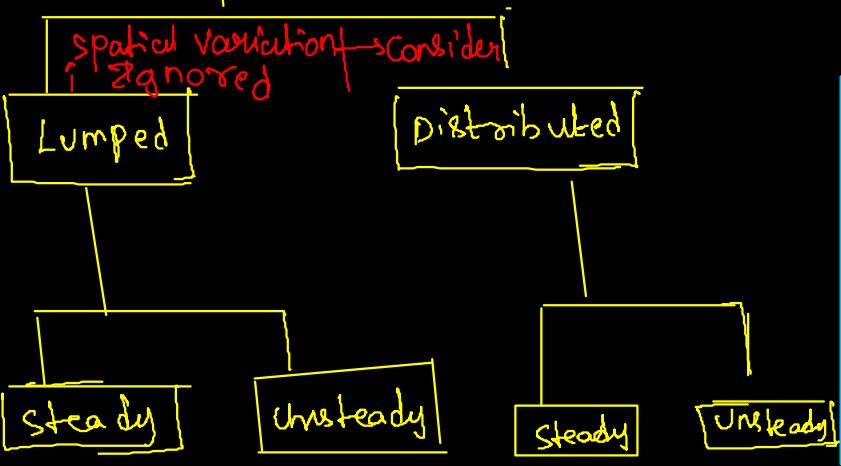 spatial variation → Consider
Ignored
Lumped
Distributed
Steady
Unsteady
Steady
Unsteady